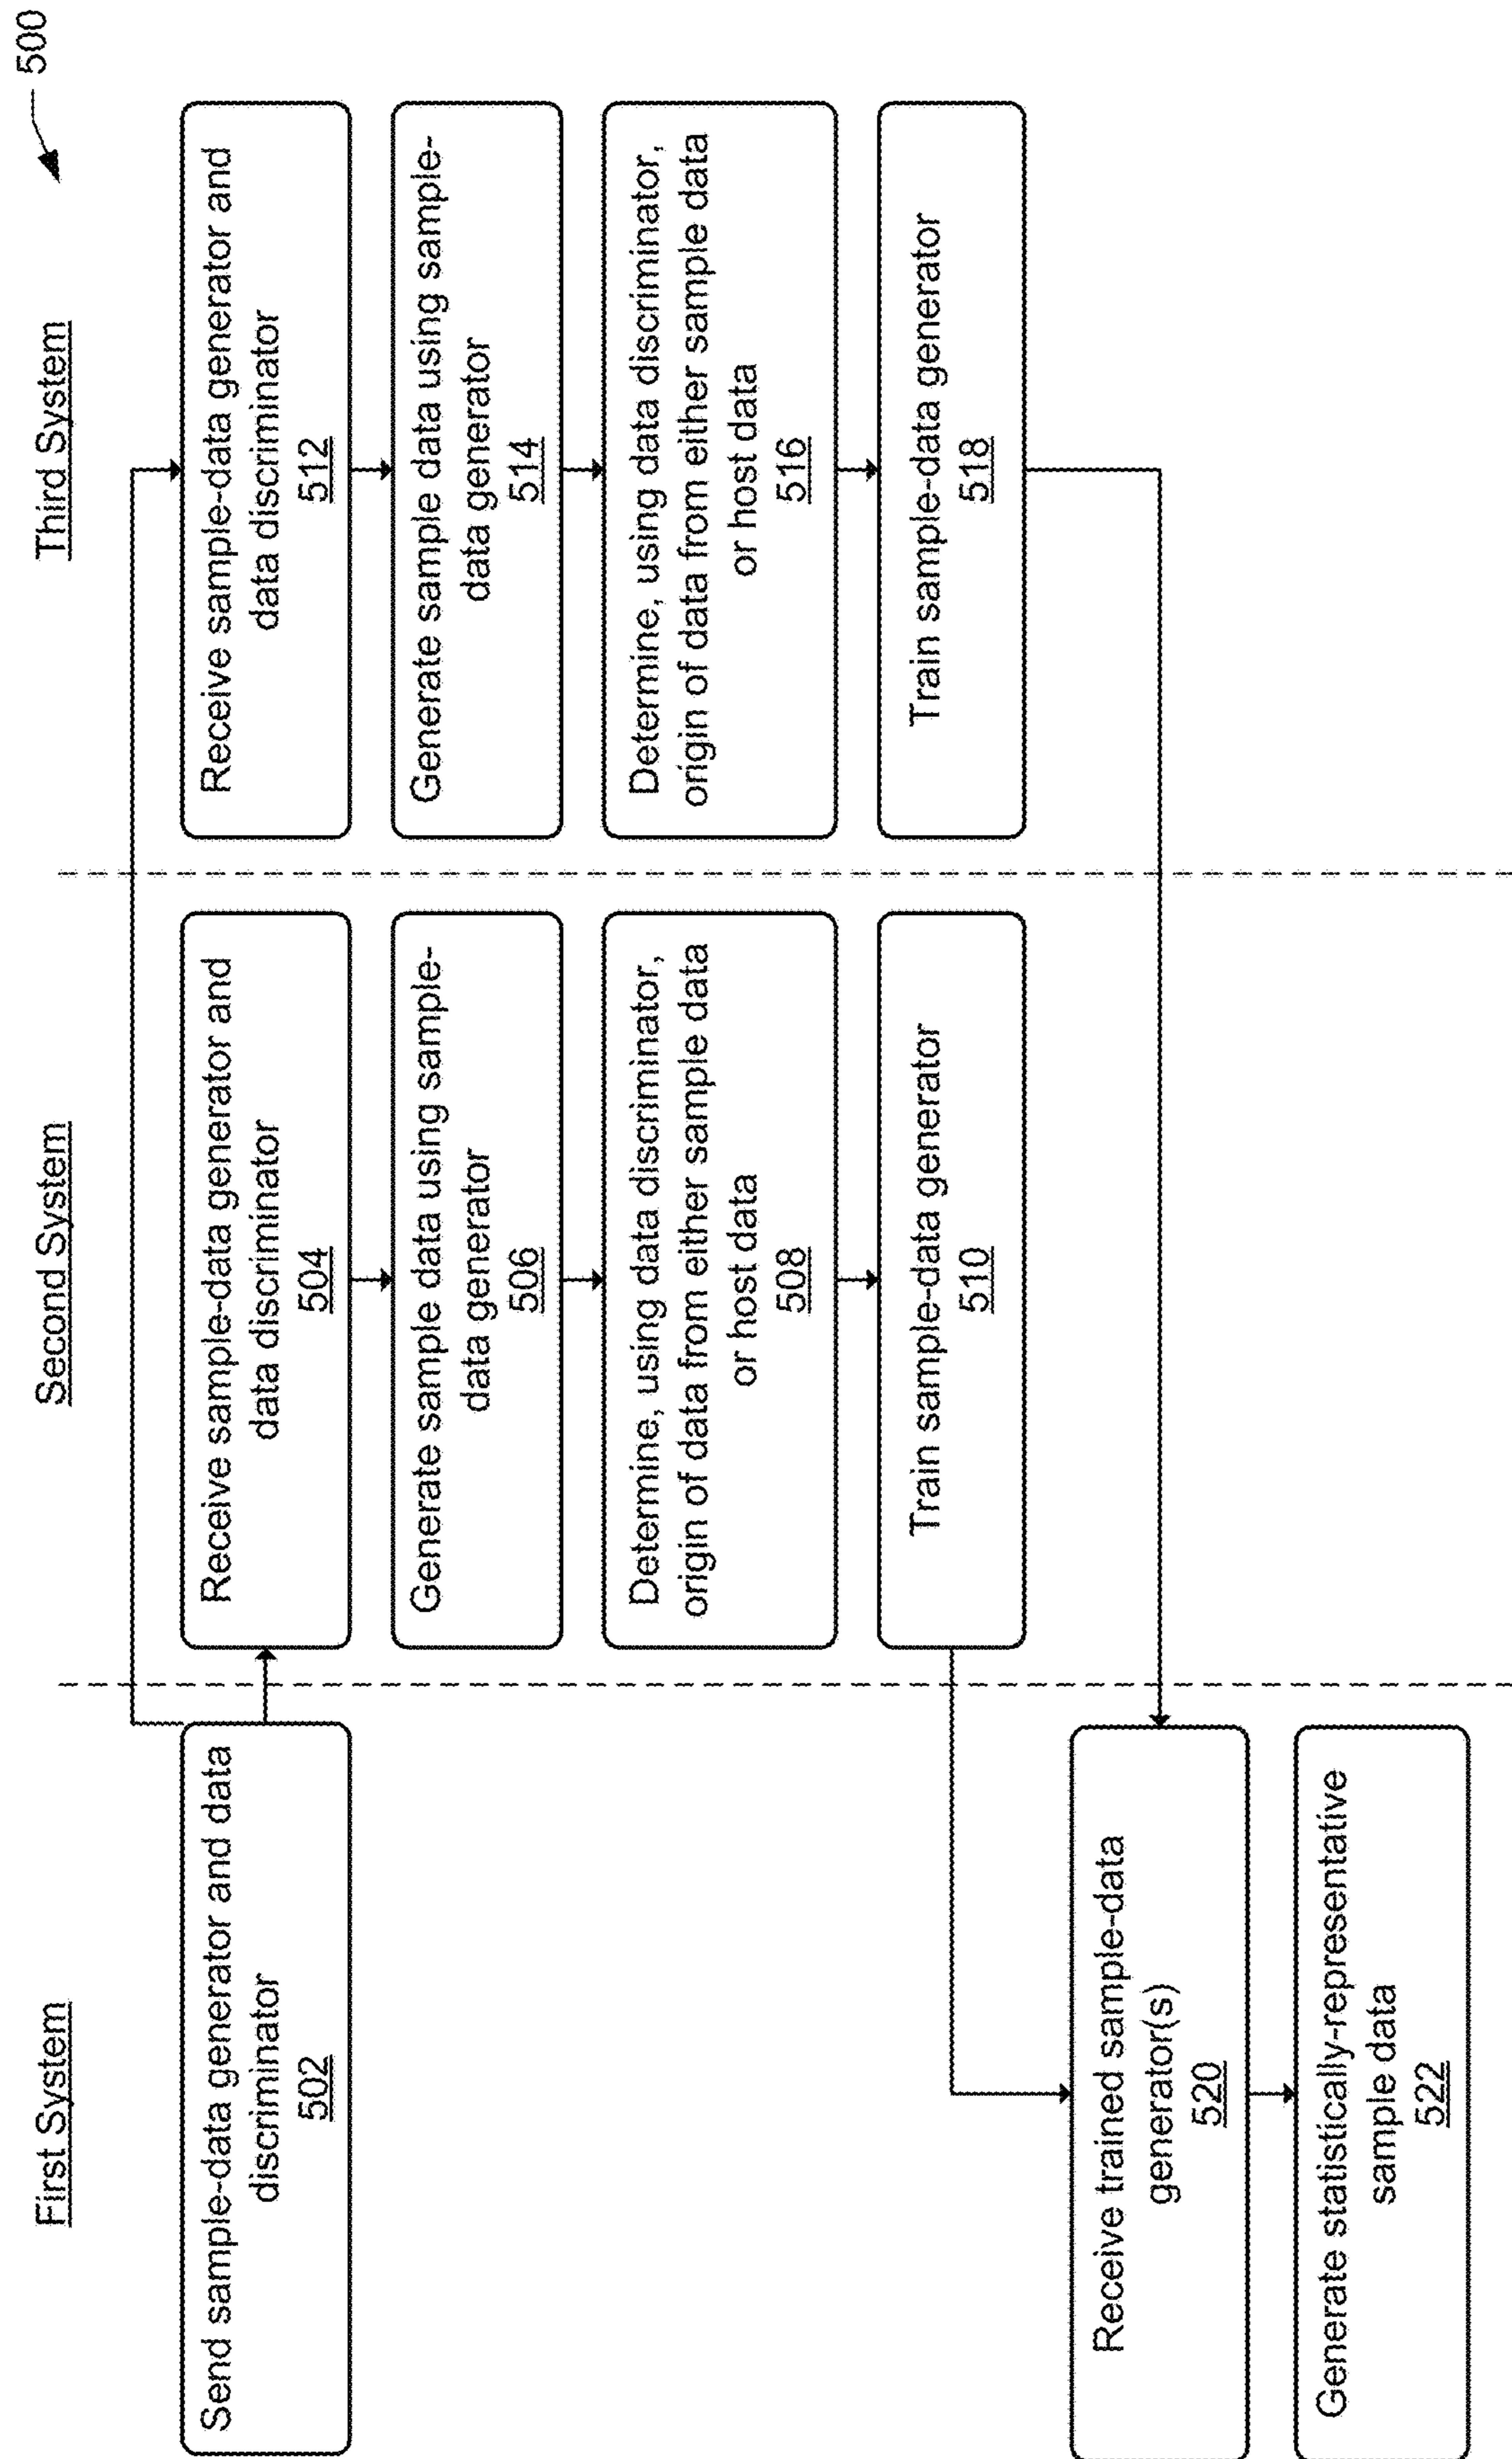 500
First System
Second System
Third System
Send sample-data generator and data
discriminator
502
Receive sample-data generator and
data discriminator
504
Generate sample data using sample-
data generator
506
Determine, using data discriminator,
origin of data from either sample data
or host data
508
Train sample-data generator
510
Receive sample-data generator and
data discriminator
512
Generate sample data using sample-
data generator
514
Determine, using data discriminator,
origin of data from either sample data
or host data
516
Train sample-data generator
518
Receive trained sample-data
generator(s)
520
Generate statistically-representative
sample data
522